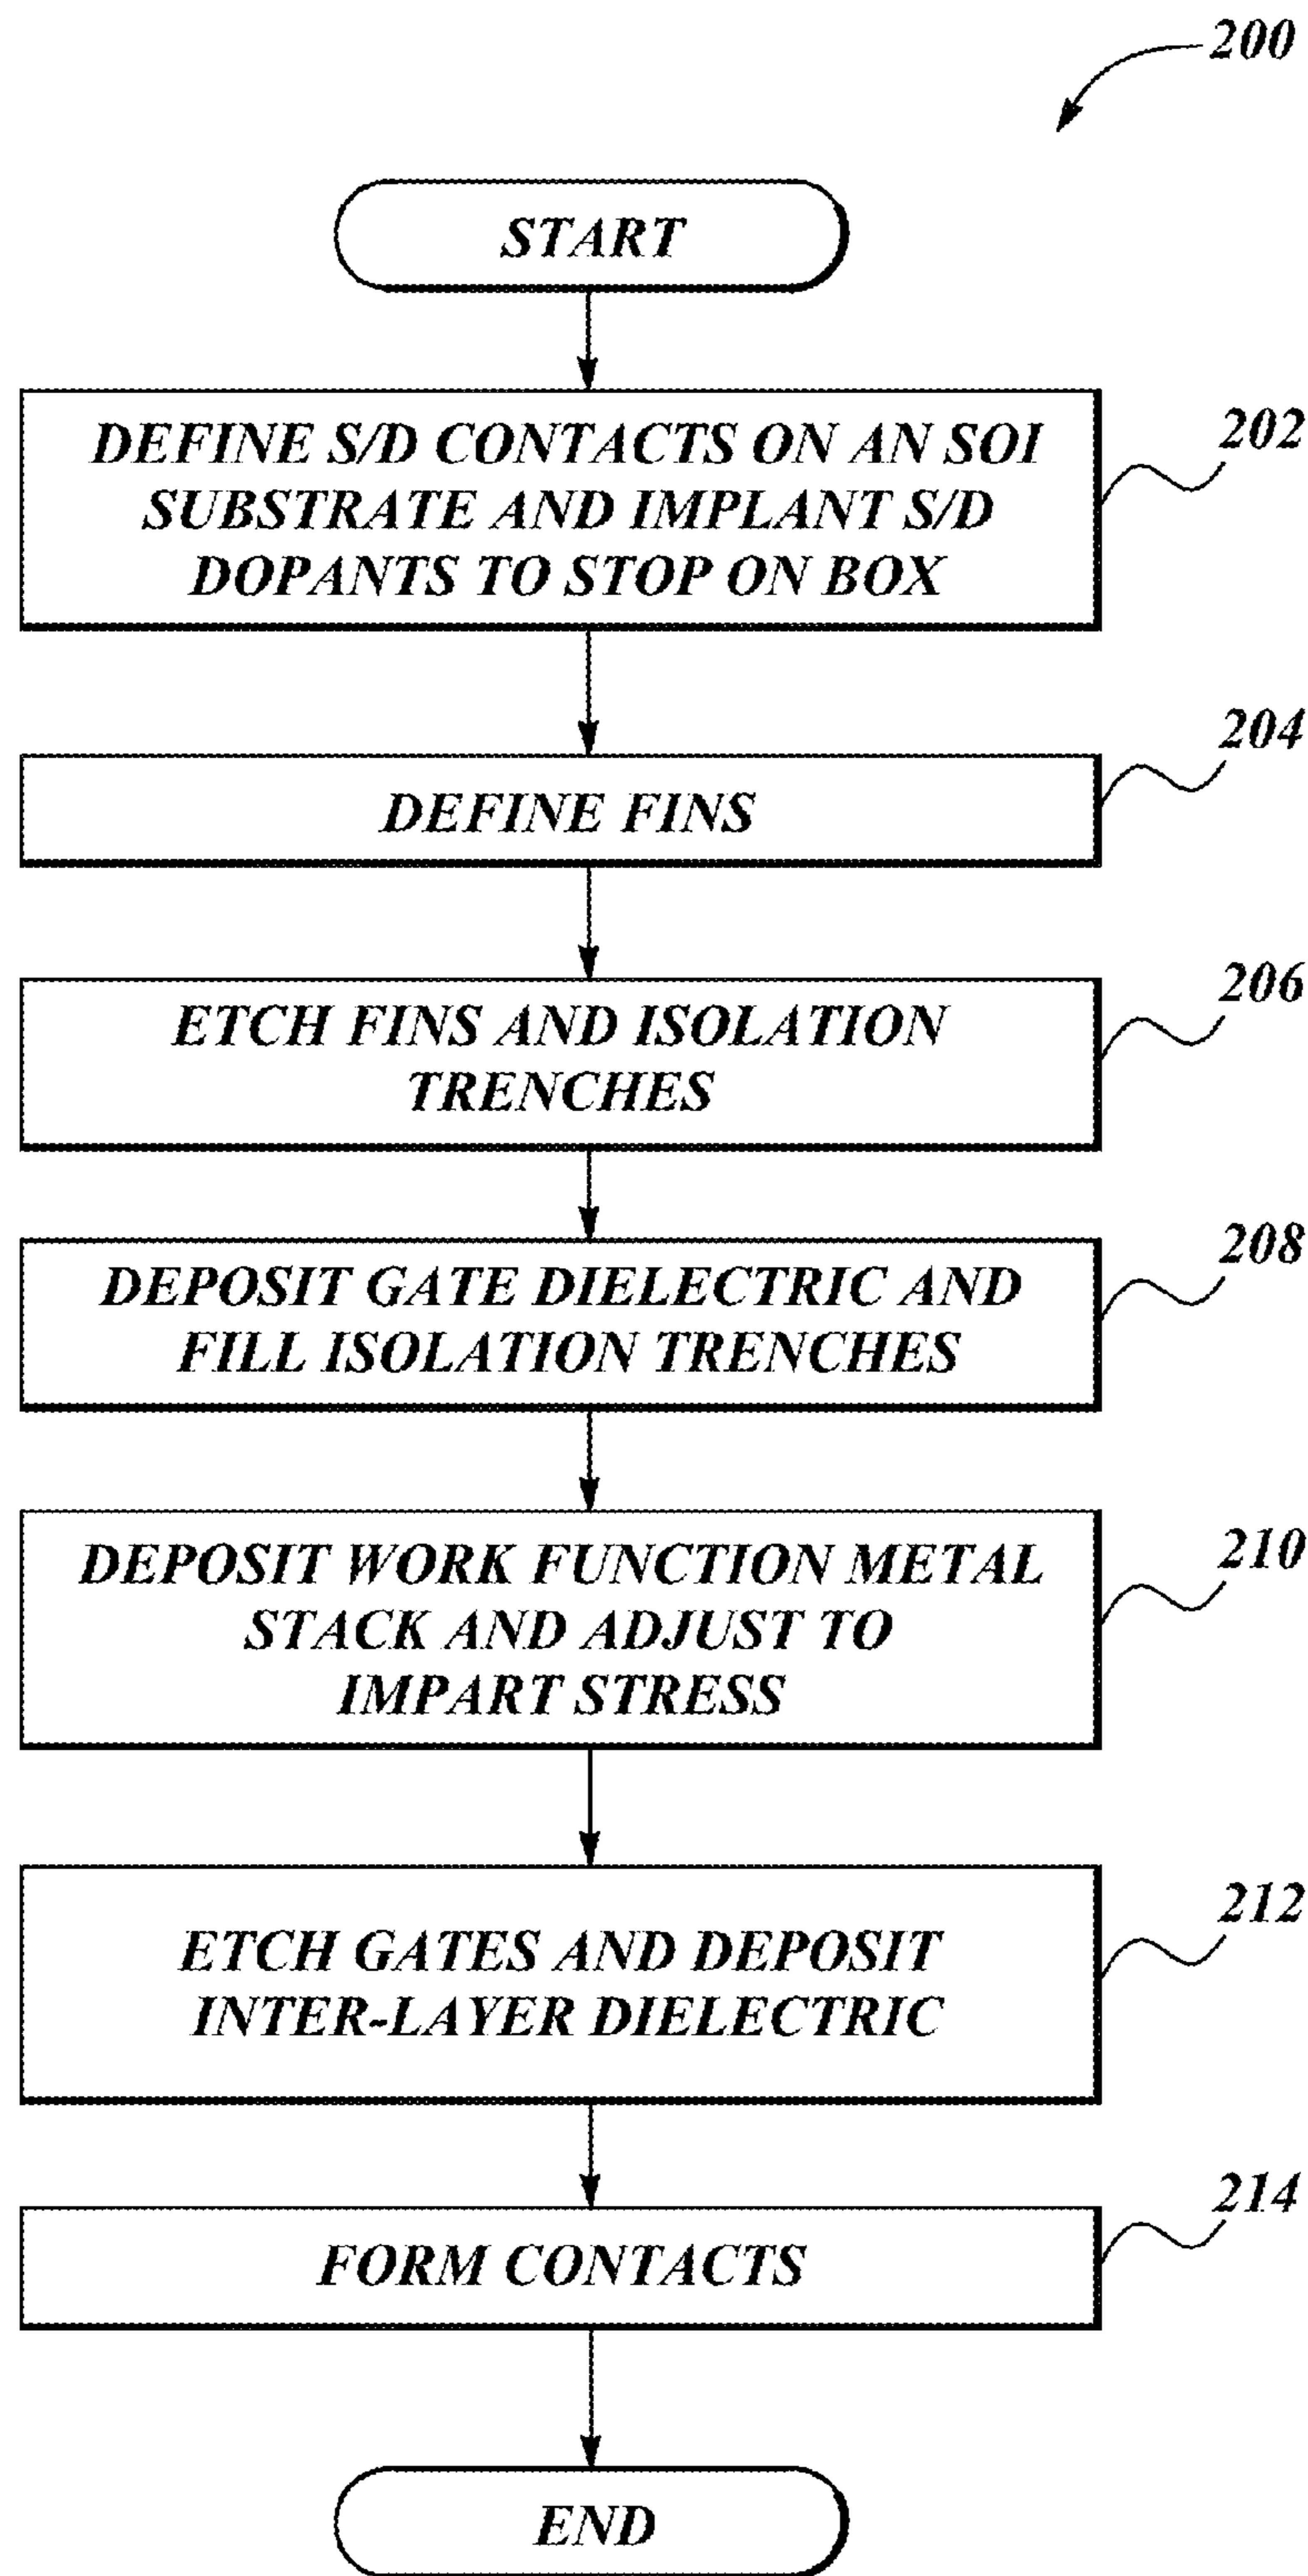 200
START
DEFINE S/D CONTACTS ON AN SOI
SUBSTRATE AND IMPLANT S/D
DOPANTS TO STOP ON BOX
202
DEFINE FINS
204
ETCH FINS AND ISOLATION
TRENCHES
206
DEPOSIT GATE DIELECTRIC AND
FILL ISOLATION TRENCHES
208
DEPOSIT WORK FUNCTION METAL
STACK AND ADJUST TO
IMPART STRESS
210
ETCH GATES AND DEPOSIT
INTER-LAYER DIELECTRIC
212
FORM CONTACTS
214
END